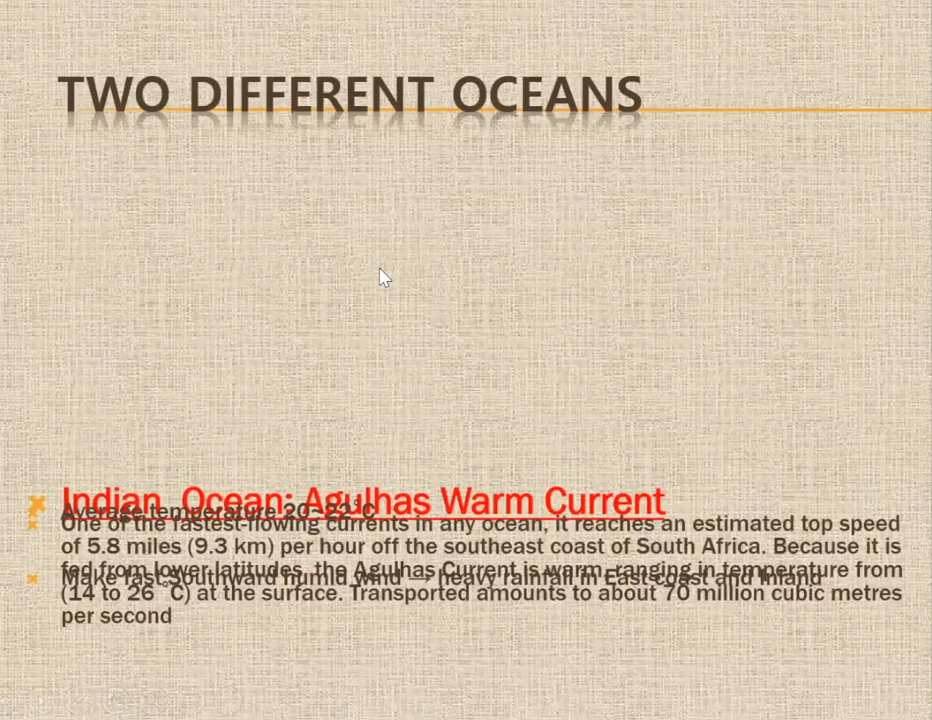 TWO DIFFERENT OCEANS
Indian Ocean: Agulhas Warm Current
Average temperature 20~22°C
One of the fastest-flowing currents in any ocean, it reaches an estimated top speed
of 5.8 miles (9.3 km) per hour off the southeast coast of South Africa. Because it is
fed from lower latitudes, the Agulhas Current is warm, ranging in temperature from
(14 to 26 °C) at the surface. Transported amounts to about 70 million cubic metres
per second
Make fast Southward humid wind → heavy rainfall in East coast and Inland